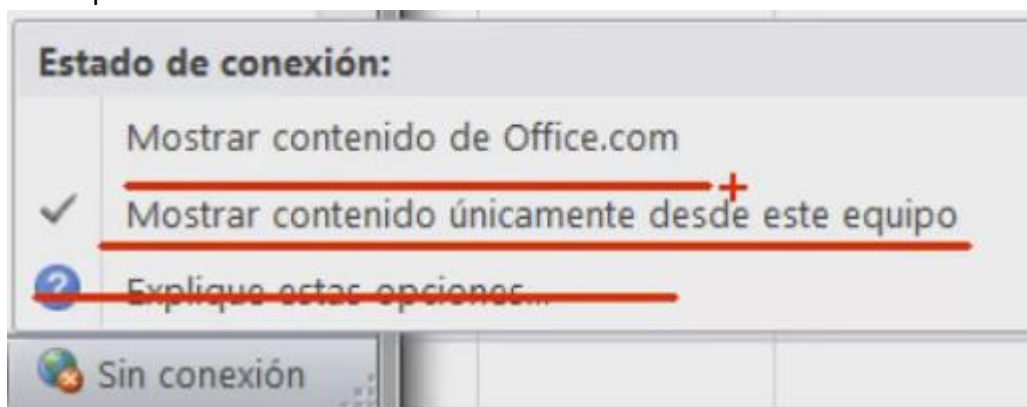 Estado de conexión:
Mostrar contenido de Office.com
Mostrar contenido únicamente desde este equipo
Explique estas opciones...
Sin conexión